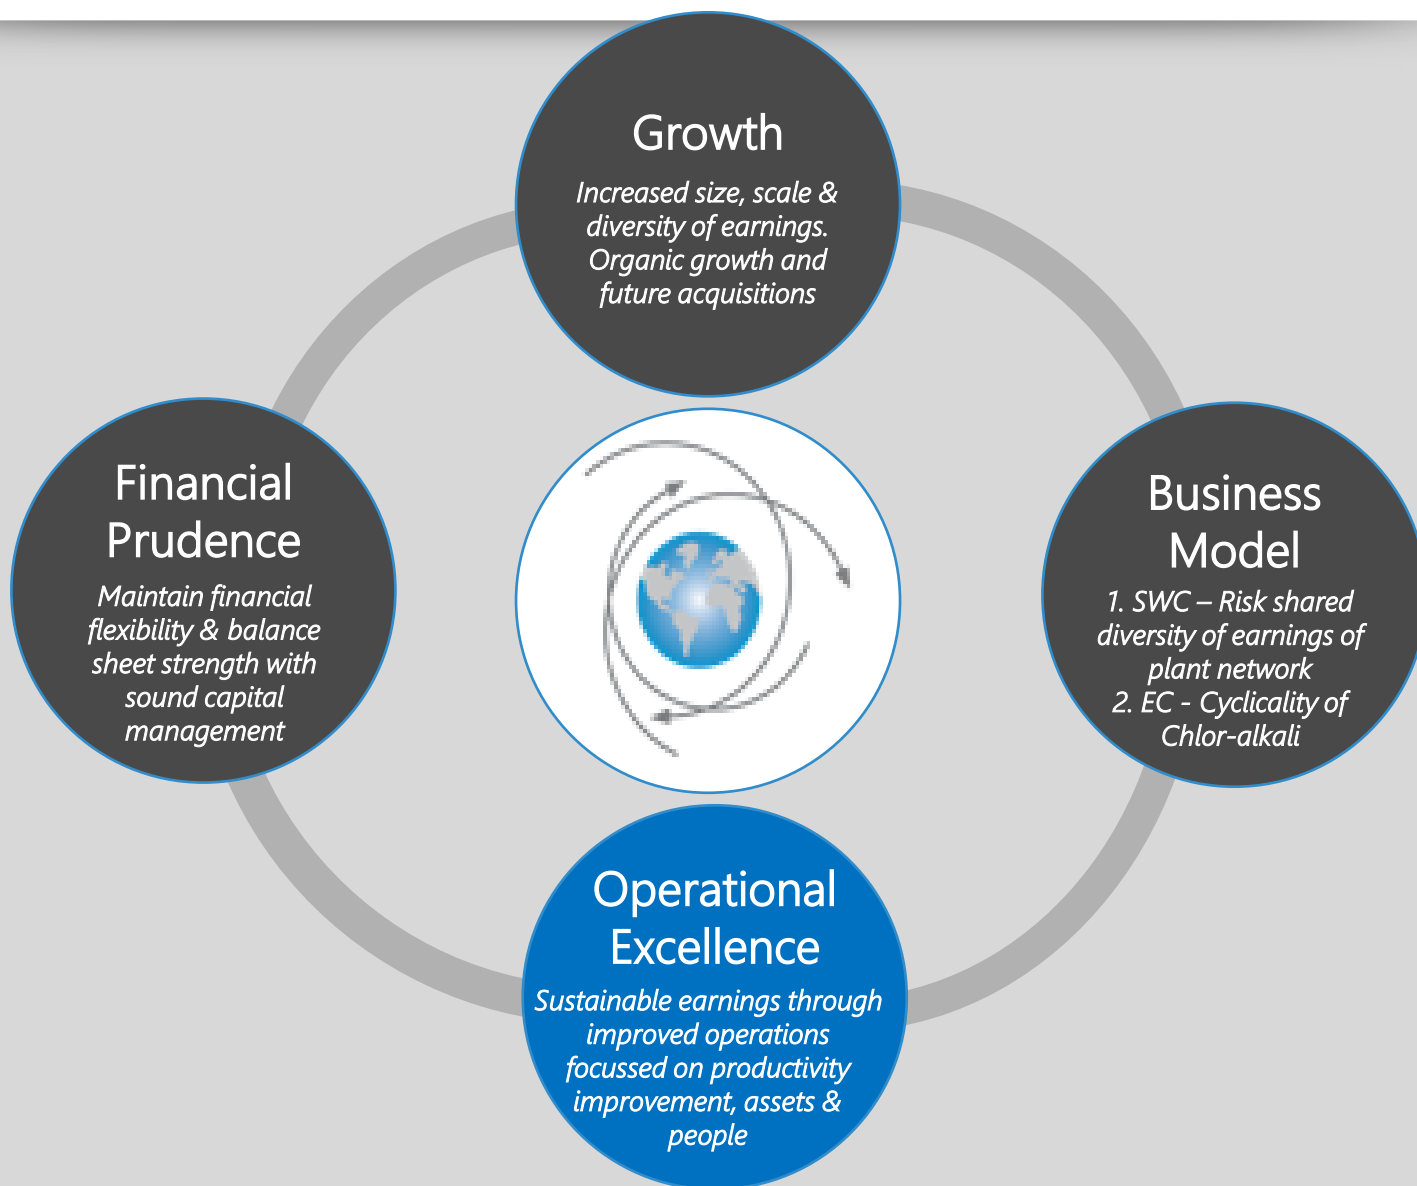 Growth
Increased size, scale &
diversity of earnings.
Organic growth and
future acquisitions
Financial
Prudence
Maintain financial
flexibility & balance
sheet strength with
sound capital
management
Business
Model
1. SWC – Risk shared
diversity of earnings of
plant network
2. EC - Cyclicality of
Chlor-alkali
Operational
Excellence
Sustainable earnings through
improved operations
focussed on productivity
improvement, assets &
people